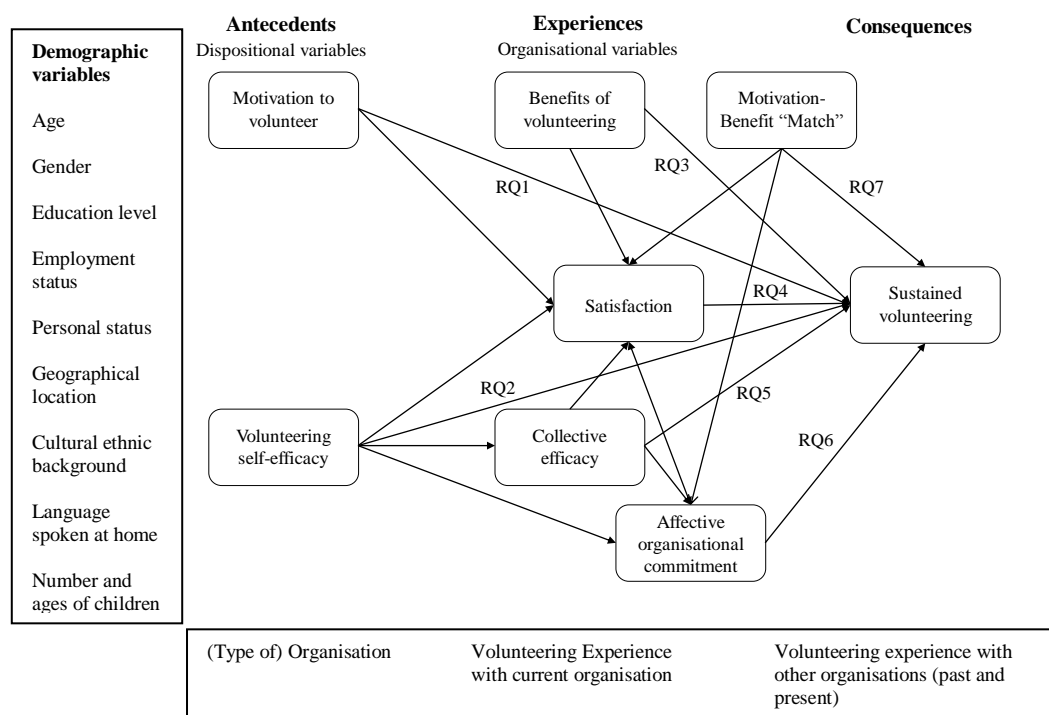 Antecedents
Dispositional variables
Experiences
Organisational variables
Consequences
Demographic
variables
Age
Gender
Education level
Employment
status
Personal status
Geographical
location
Cultural ethnic
background
Language
spoken at home
Number and
ages of children
Motivation to
volunteer
Benefits of
volunteering
Motivation-
Benefit “Match”
RQ1
RQ3
RQ7
Satisfaction
RQ4
Sustained
volunteering
RQ2
RQ5
Volunteering
self-efficacy
Collective
efficacy
RQ6
Affective
organisational
commitment
(Type of) Organisation
Volunteering Experience
with current organisation
Volunteering experience with
other organisations (past and
present)